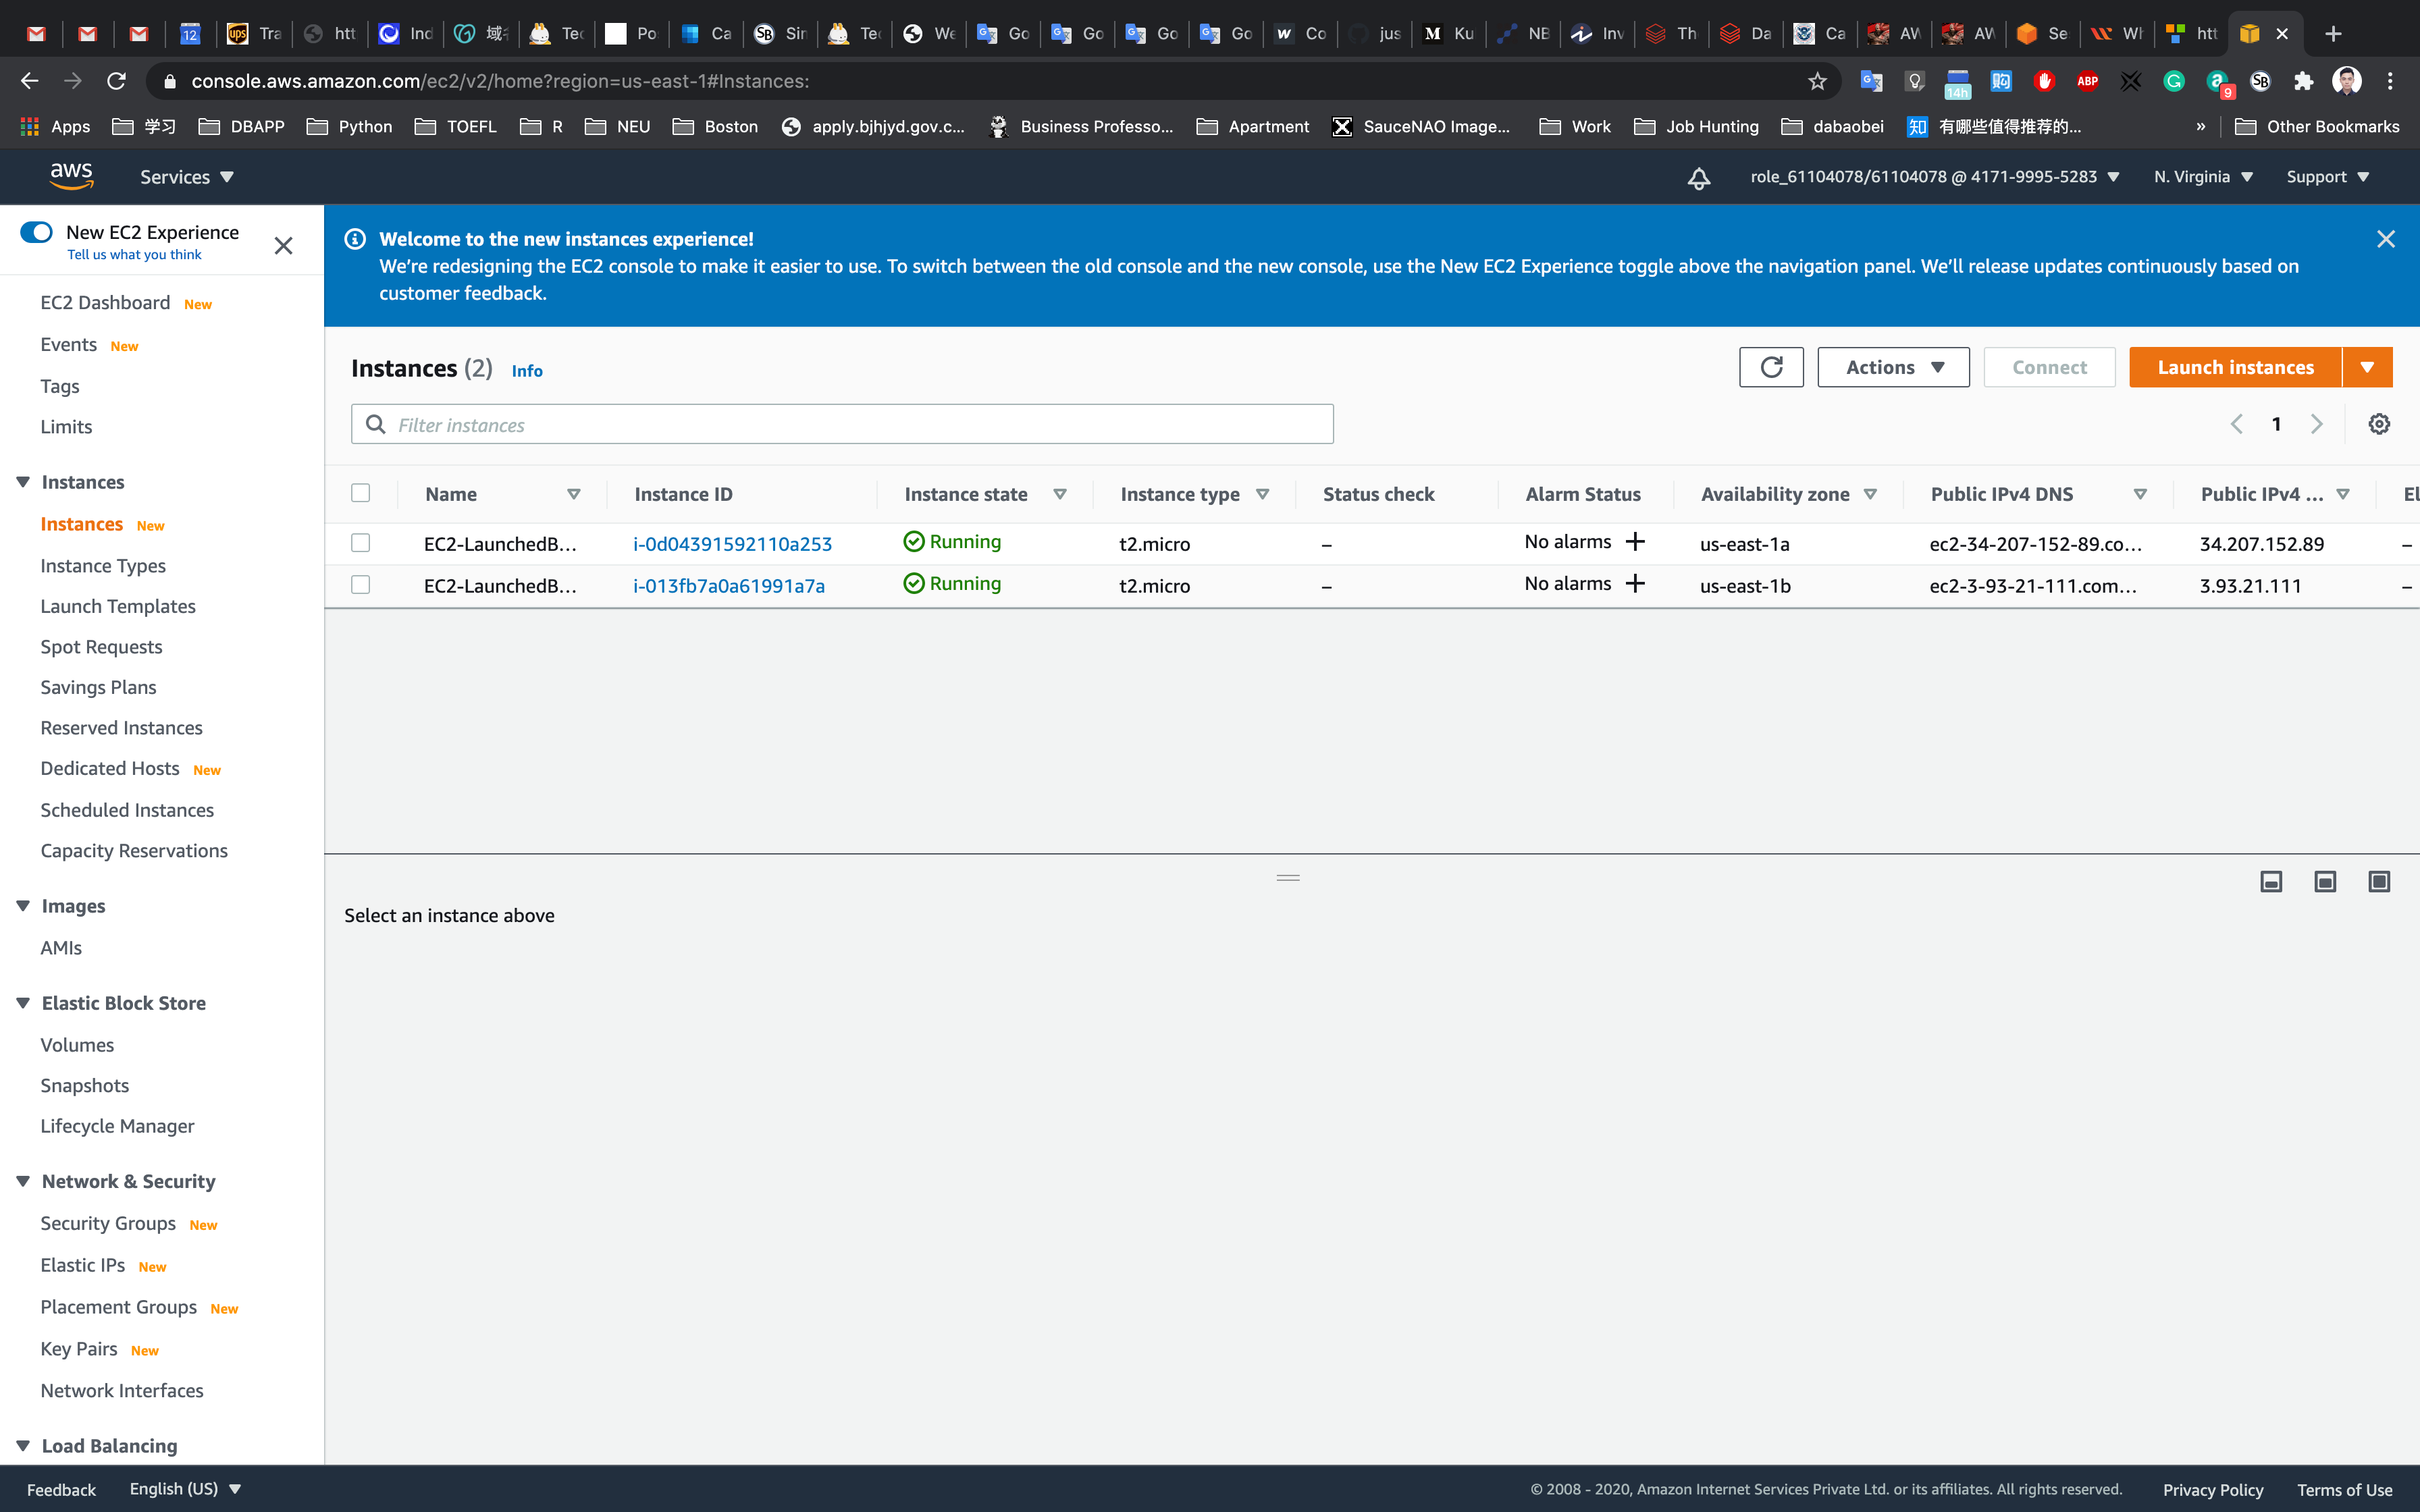 12 Tra htt Ind Tec Po Ca SB Sin Tec We Go Go Go Go W Co jus M Ku NB Inv Th Da Ca AW AW Se Wh htt
console.aws.amazon.com/ec2/v2/home?region=us-east-1#Instances:
14h ABP 9 SB
Apps 学习 DBAPP Python TOEFL R NEU Boston apply.bjhjyd.gov.c... Business Professo... Apartment SauceNAO Image... Work Job Hunting dabaobei 知 有哪些值得推荐的... » Other Bookmarks
aws Services role_61104078/61104078 @ 4171-9995-5283 N. Virginia Support
New EC2 Experience
Tell us what you think
EC2 Dashboard New
Events New
Tags
Limits
Instances
Instances New
Instance Types
Launch Templates
Spot Requests
Savings Plans
Reserved Instances
Dedicated Hosts New
Scheduled Instances
Capacity Reservations
Images
AMIs
Elastic Block Store
Volumes
Snapshots
Lifecycle Manager
Network & Security
Security Groups New
Elastic IPs New
Placement Groups New
Key Pairs New
Network Interfaces
Load Balancing
Welcome to the new instances experience!
We're redesigning the EC2 console to make it easier to use. To switch between the old console and the new console, use the New EC2 Experience toggle above the navigation panel. We'll release updates continuously based on
customer feedback.
Instances (2) Info Actions Connect Launch instances
Filter instances 1
Name Instance ID Instance state Instance type Status check Alarm Status Availability zone Public IPv4 DNS Public IPv4 ... El
EC2-LaunchedB... i-0d04391592110a253 Running t2.micro – No alarms + us-east-1a ec2-34-207-152-89.co... 34.207.152.89 –
EC2-LaunchedB... i-013fb7a0a61991a7a Running t2.micro – No alarms + us-east-1b ec2-3-93-21-111.com... 3.93.21.111 –
Select an instance above
Feedback English (US) © 2008 - 2020, Amazon Internet Services Private Ltd. or its affiliates. All rights reserved. Privacy Policy Terms of Use